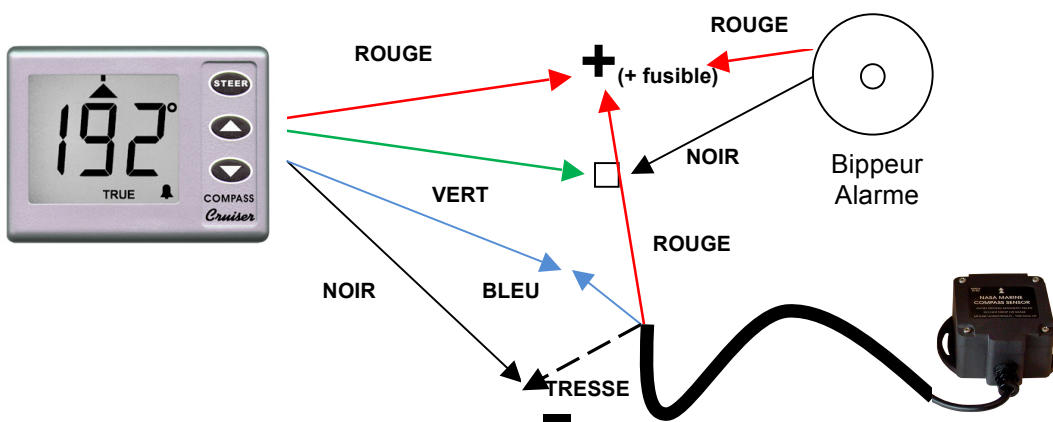 ROUGE
ROUGE
+
(+ fusible)
STEER
192°
TRUE
COMPASS
Cruiser
NOIR
Bippeur
Alarme
VERT
ROUGE
NOIR
BLEU
NASA MARINE
COMPASS SENSOR
TRESSE
-